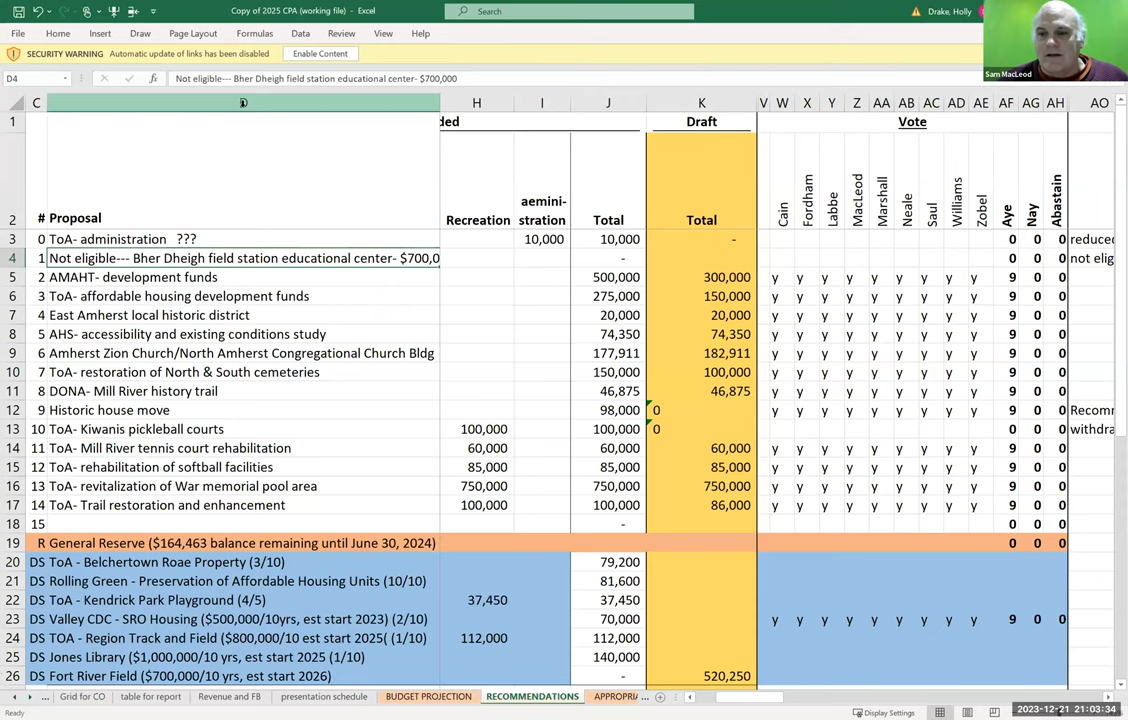 Copy of 2025 CPA (working file) - Excel
Search
Drake, Holly
File Home Insert Draw Page Layout Formulas Data Review View Help
SECURITY WARNING Automatic update of links has been disabled Enable Content
Sam MacLeod
D4 fx Not eligible--- Bher Dheigh field station educational center- $700,000
C D H I J K V W X Y Z AA AB AC AD AE AF AG AH AO
1 ded Draft Vote
2 # Proposal Recreation aemini-stration Total Total Cain Fordham Labbe MacLeod Marshall Neale Saul Williams Zobel Aye Nay Abastain
3 0 ToA- administration ??? 10,000 10,000 - 0 0 0 reduced
4 1 Not eligible--- Bher Dheigh field station educational center- $700,0 - 0 0 0 not elig
5 2 AMAHT- development funds 500,000 300,000 y y y y y y y y y 9 0 0
6 3 ToA- affordable housing development funds 275,000 150,000 y y y y y y y y y 9 0 0
7 4 East Amherst local historic district 20,000 20,000 y y y y y y y y y 9 0 0
8 5 AHS- accessibility and existing conditions study 74,350 74,350 y y y y y y y y y 9 0 0
9 6 Amherst Zion Church/North Amherst Congregational Church Bldg 177,911 182,911 y y y y y y y y y 9 0 0
10 7 ToA- restoration of North & South cemeteries 150,000 100,000 y y y y y y y y y 9 0 0
11 8 DONA- Mill River history trail 46,875 46,875 y y y y y y y y y 9 0 0
12 9 Historic house move 98,000 0 y y y y y y y y y 9 0 0 Recomm
13 10 ToA- Kiwanis pickleball courts 100,000 100,000 0 0 0 0 withdra
14 11 ToA- Mill River tennis court rehabilitation 60,000 60,000 60,000 y y y y y y y y y 9 0 0
15 12 ToA- rehabilitation of softball facilities 85,000 85,000 85,000 y y y y y y y y y 9 0 0
16 13 ToA- revitalization of War memorial pool area 750,000 750,000 750,000 y y y y y y y y y 9 0 0
17 14 ToA- Trail restoration and enhancement 100,000 100,000 86,000 y y y y y y y y y 9 0 0
18 15 - 0 0 0
19 R General Reserve ($164,463 balance remaining until June 30, 2024) 0 0 0
20 DS ToA - Belchertown Roae Property (3/10) 79,200
21 DS Rolling Green - Preservation of Affordable Housing Units (10/10) 81,600
22 DS ToA - Kendrick Park Playground (4/5) 37,450 37,450
23 DS Valley CDC - SRO Housing ($500,000/10yrs, est start 2023) (2/10) 70,000 y y y y y y y y y 9 0 0
24 DS TOA - Region Track and Field ($800,000/10 est start 2025( (1/10) 112,000 112,000
25 DS Jones Library ($1,000,000/10 yrs, est start 2025 (1/10) 140,000
26 DS Fort River Field ($700,000/10 yrs, est start 2026) - 520,250
... Grid for CO table for report Revenue and FB presentation schedule BUDGET PROJECTION RECOMMENDATIONS APPROPRIA ...
Ready Display Settings 2023-12-21 21:03:34